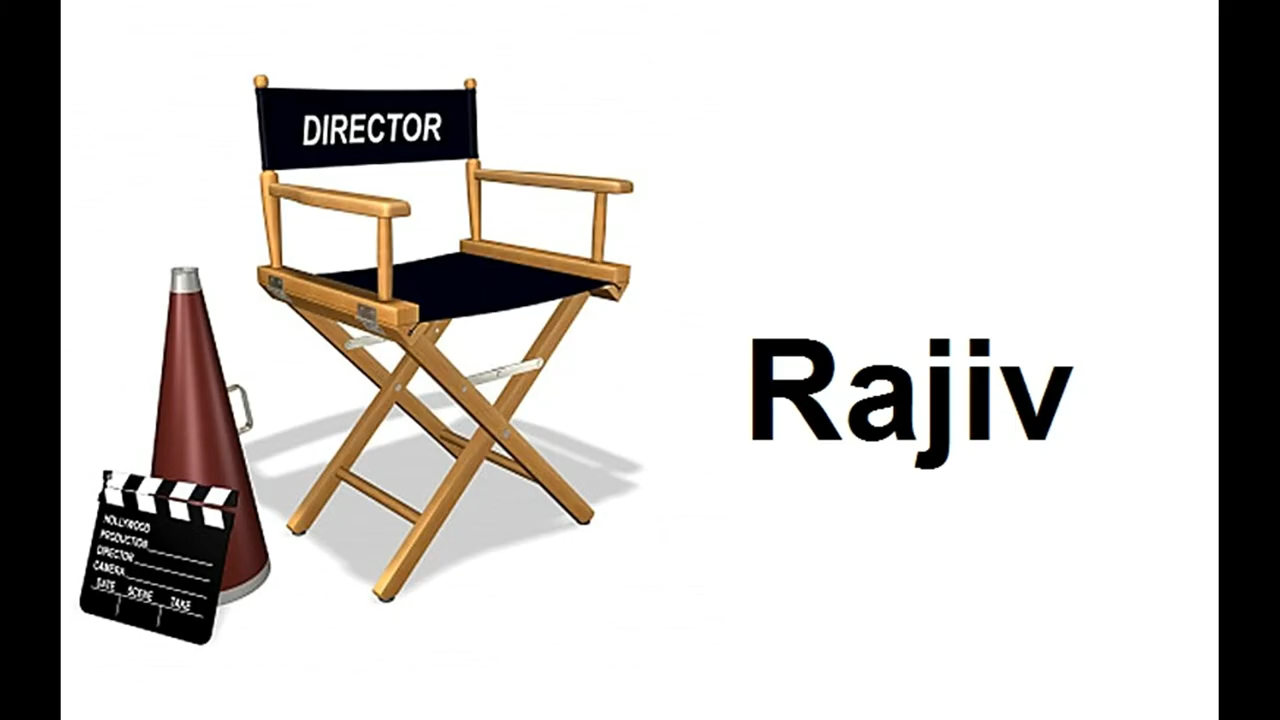 DIRECTOR
Rajiv
HOLLYWOOD
PRODUCTION
DIRECTOR
CAMERA
DATE SCENE TAKE